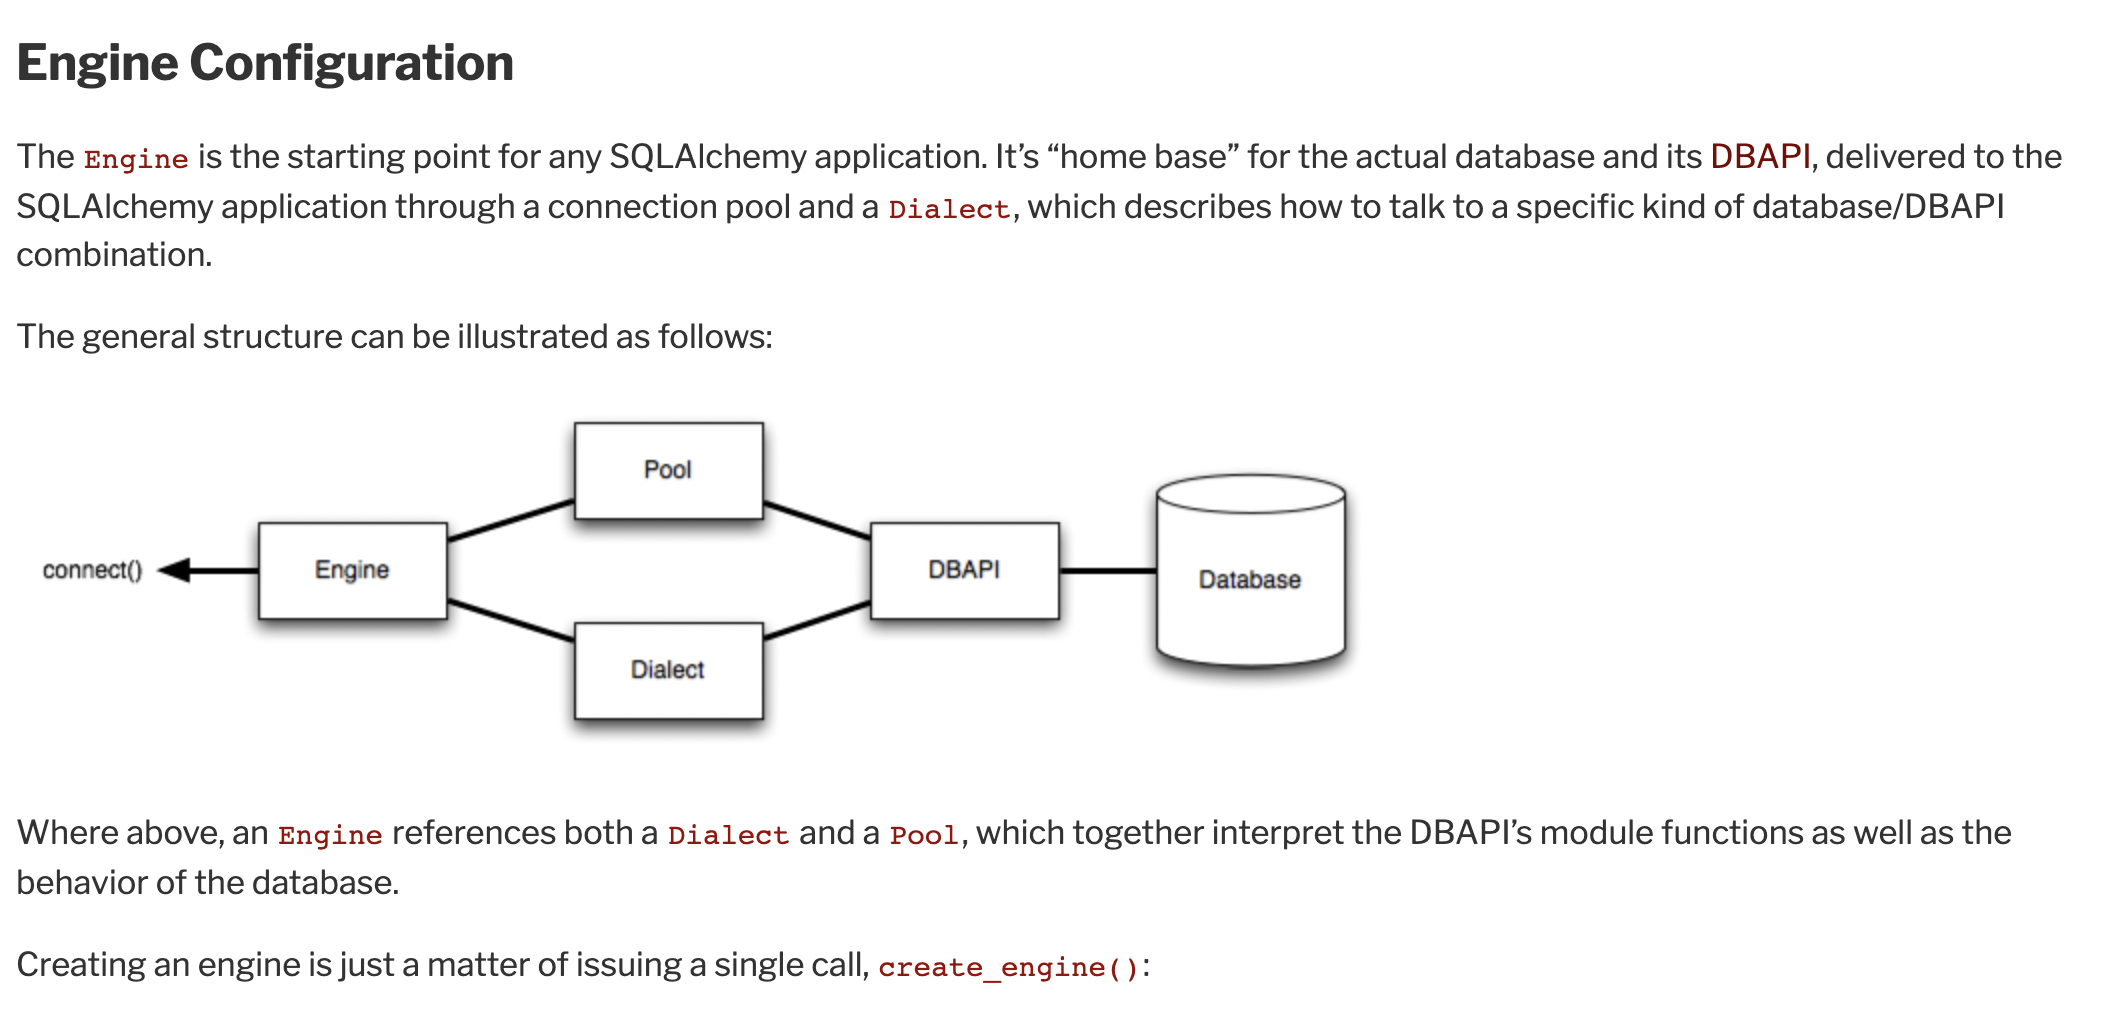 Engine Configuration
The Engine is the starting point for any SQLAlchemy application. It’s “home base” for the actual database and its DBAPI, delivered to the
SQLAlchemy application through a connection pool and a Dialect, which describes how to talk to a specific kind of database/DBAPI
combination.
The general structure can be illustrated as follows:
Pool
connect()
Engine
DBAPI
Database
Dialect
Where above, an Engine references both a Dialect and a Pool, which together interpret the DBAPI’s module functions as well as the
behavior of the database.
Creating an engine is just a matter of issuing a single call, create_engine():